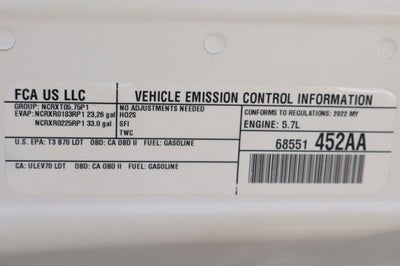 FCA US LLC
VEHICLE EMISSION CONTROL INFORMATION
GROUP: NCRXT05.75P1
EVAP: NCRXR0183RP1 23,26 gal
NCRXR0225RP1 33.0 gal
NO ADJUSTMENTS NEEDED
HO2S
SFI
TWC
CONFORMS TO REGULATIONS: 2022 MY
ENGINE: 5.7L
U.S. EPA: T3 B70 LDT OBD: CA OBD II FUEL: GASOLINE
68551 452AA
CA: ULEV70 LDT OBD: CA OBD II FUEL: GASOLINE